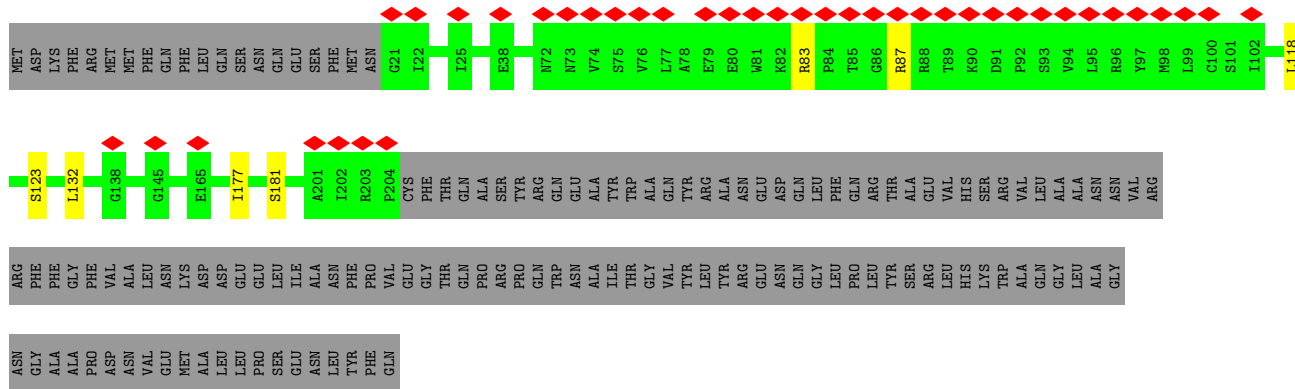 MET ASP LYS PHE ARG MET MET PHE GLN PHE LEU GLN SER ASN GLN GLU SER PHE MET ASN G21 I22 I25 E38 N72 N73 V74 S75 V76 L77 A78 E79 E80 W81 K82 R83 P84 T85 G86 R87 R88 T89 K90 D91 P92 S93 V94 L95 R96 Y97 M98 L99 C100 S101 I102 L118
S123 L132 G138 G145 E165 I177 S181 A201 I202 R203 P204 CYS PHE THR GLN ALA SER TYR ARG GLN GLU ALA TYR TRP ALA GLN TYR ARG ALA ASN GLU ASP GLN LEU PHE GLN ARG THR ALA GLU VAL HIS SER ARG VAL LEU ALA ALA ASN ASN VAL ARG
ARG PHE PHE GLY PHE VAL ALA LEU ASN LYS ASP ASP GLU GLU LEU ILE ALA ASN PHE PRO VAL GLU GLY THR GLN PRO ARG PRO GLN TRP ASN ALA ILE THR GLY VAL TYR LEU TYR ARG GLU ASN GLN GLY LEU PRO LEU TYR SER ARG LEU HIS LYS TRP ALA GLN GLY LEU ALA GLY
ASN GLY ALA ALA PRO ASP ASN VAL GLU MET ALA LEU LEU PRO SER GLU ASN LEU TYR PHE GLN